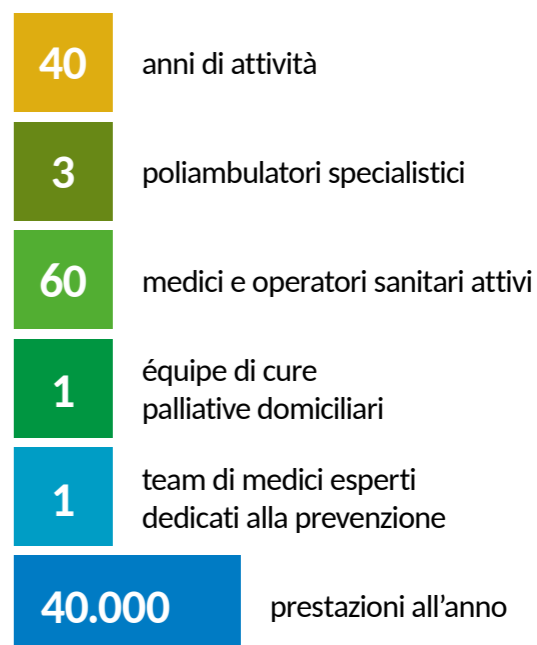 40 anni di attività
3 poliambulatori specialistici
60 medici e operatori sanitari attivi
1 équipe di cure
palliative domiciliari
1 team di medici esperti
dedicati alla prevenzione
40.000 prestazioni all’anno